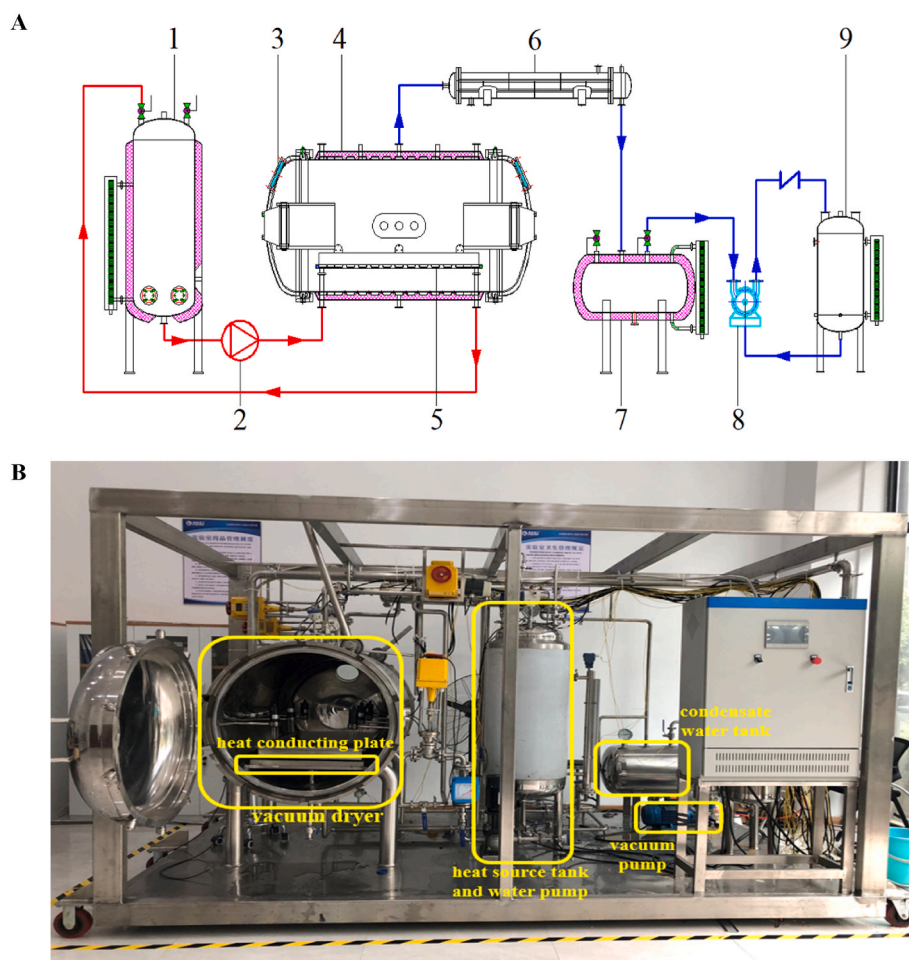 A
1
3
4
6
9
2
5
7
8
B
heat conducting plate
vacuum dryer
condensate
water tank
vacuum
pump
heat source tank
and water pump